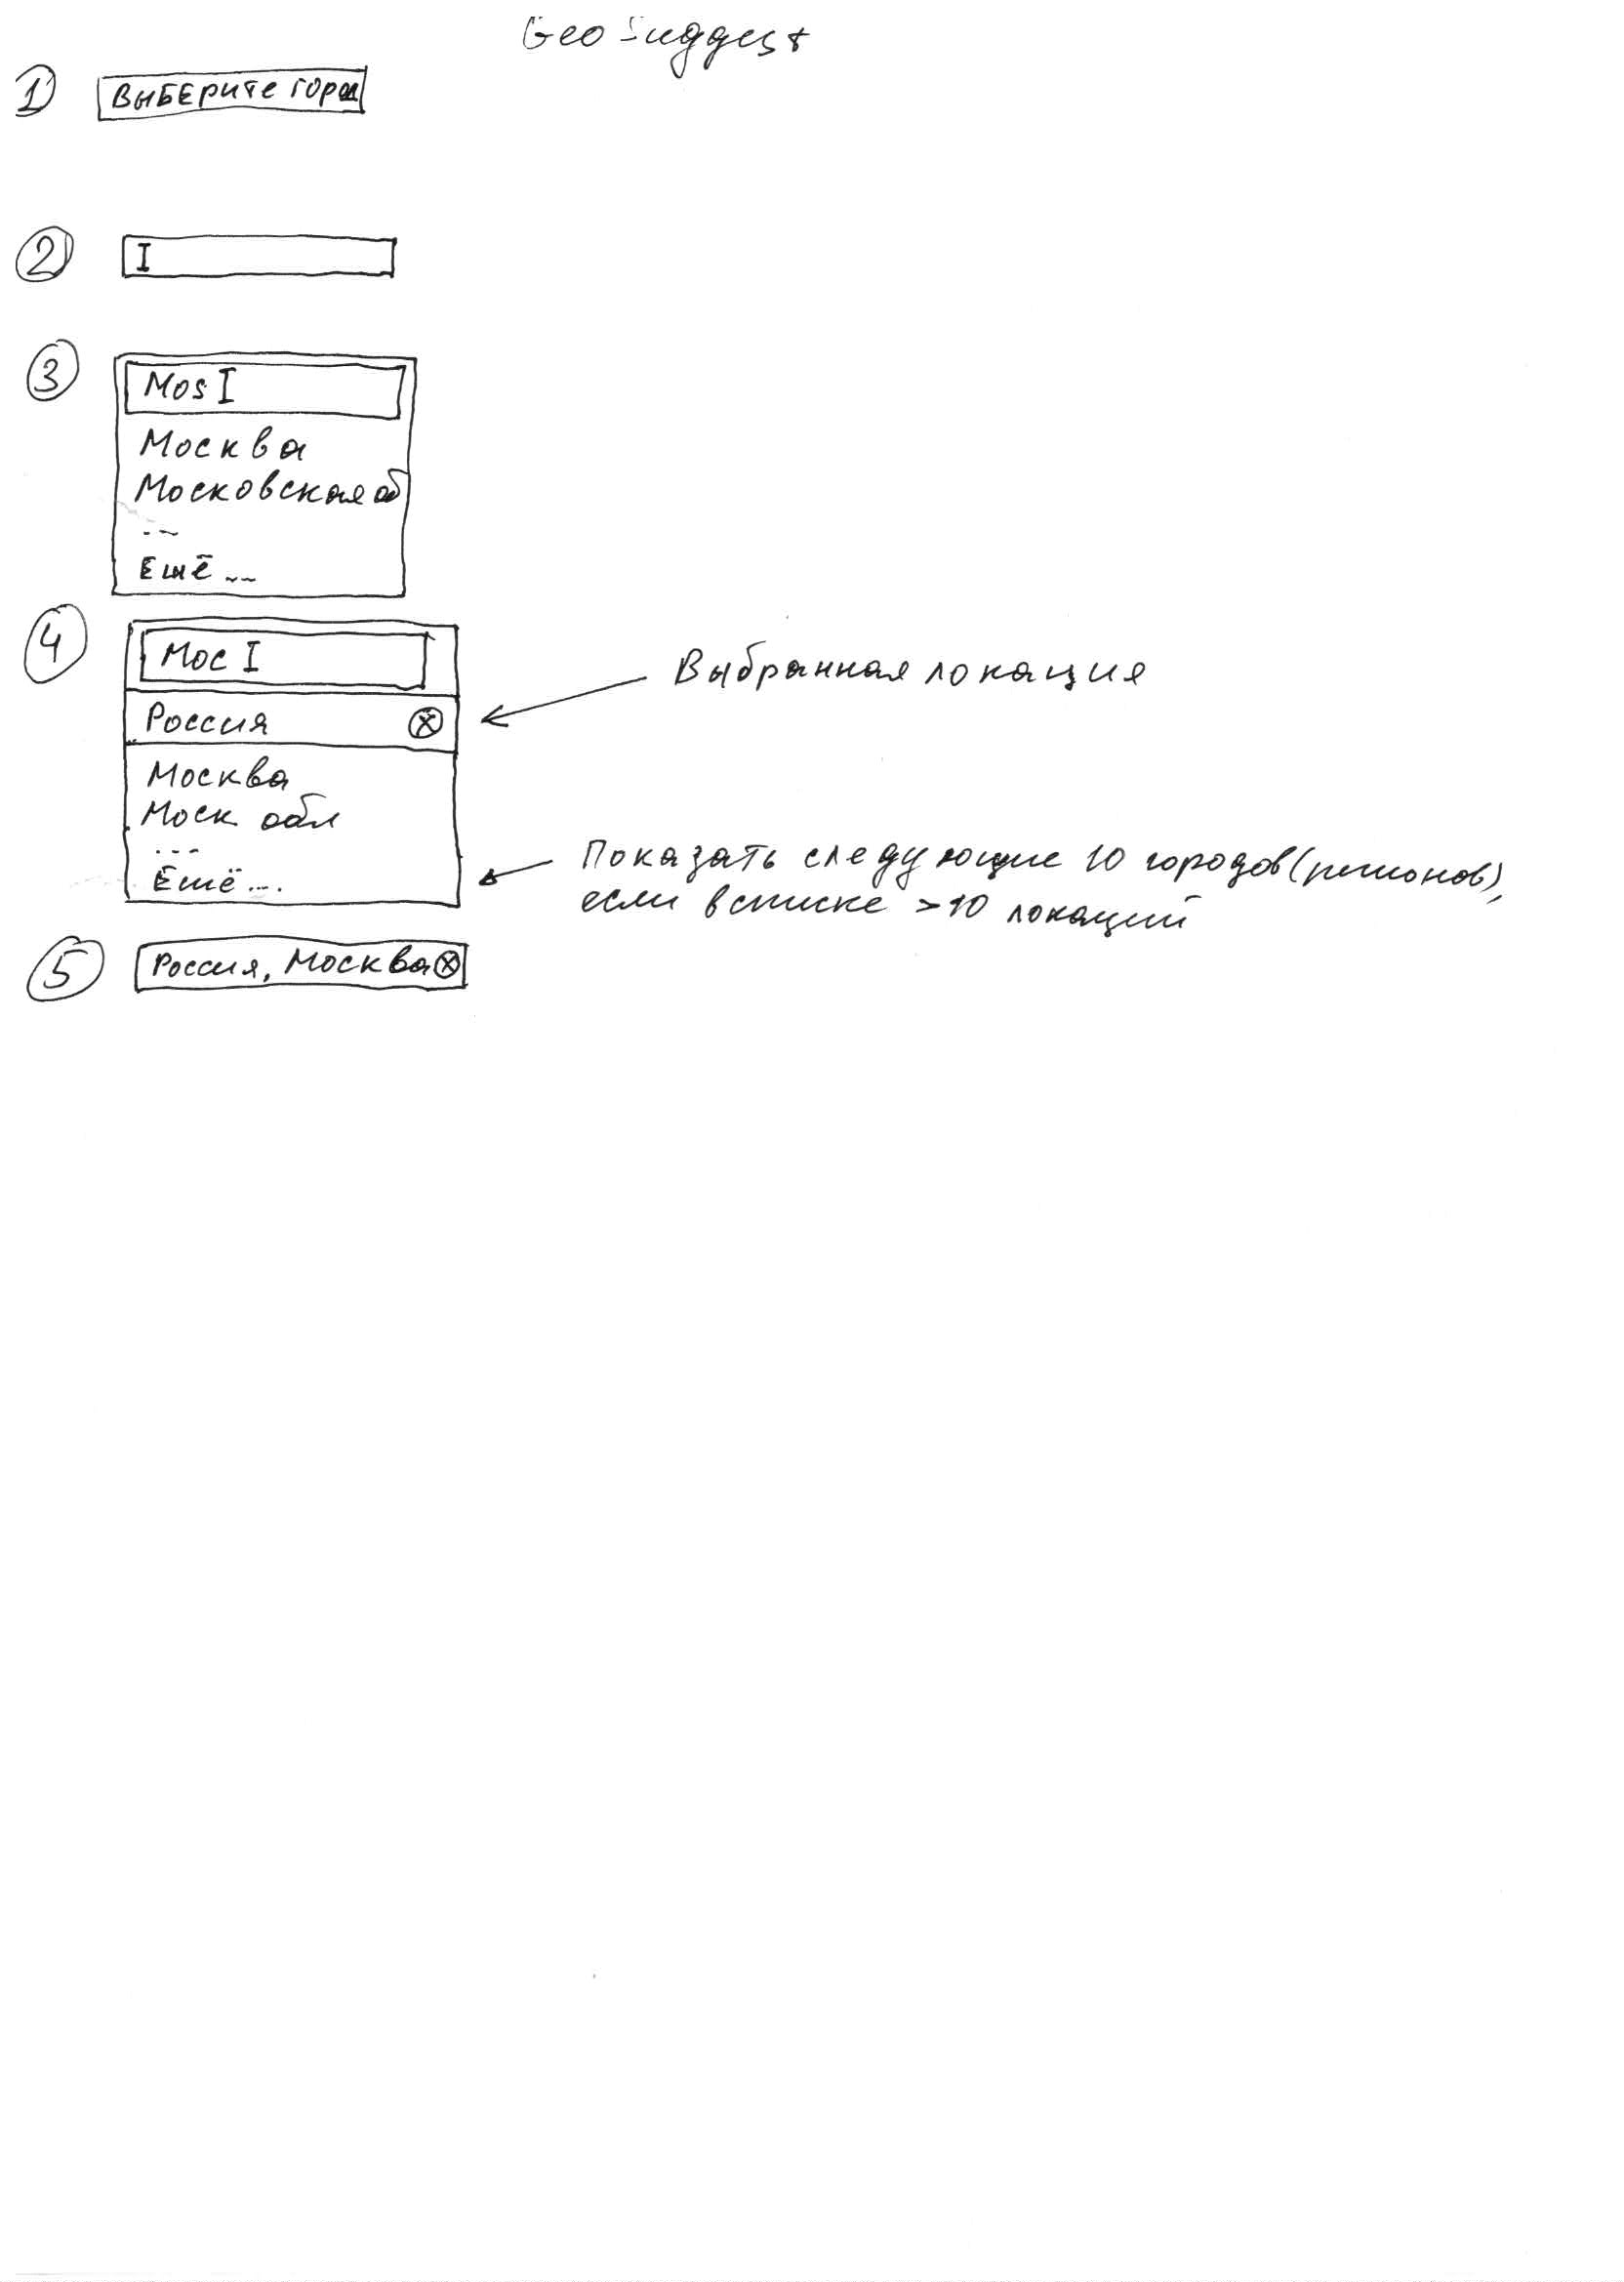 Geo Suggest
1 Выберите город
2 I
3 Mos I
Москва
Московская об
...
Ещё ...
4 Мос I
Россия x
Выбранная локация
Москва
Моск обл
...
Ещё ...
Показать следующие 10 городов (регионов),
если в списке >10 локаций
5 Россия, Москва x